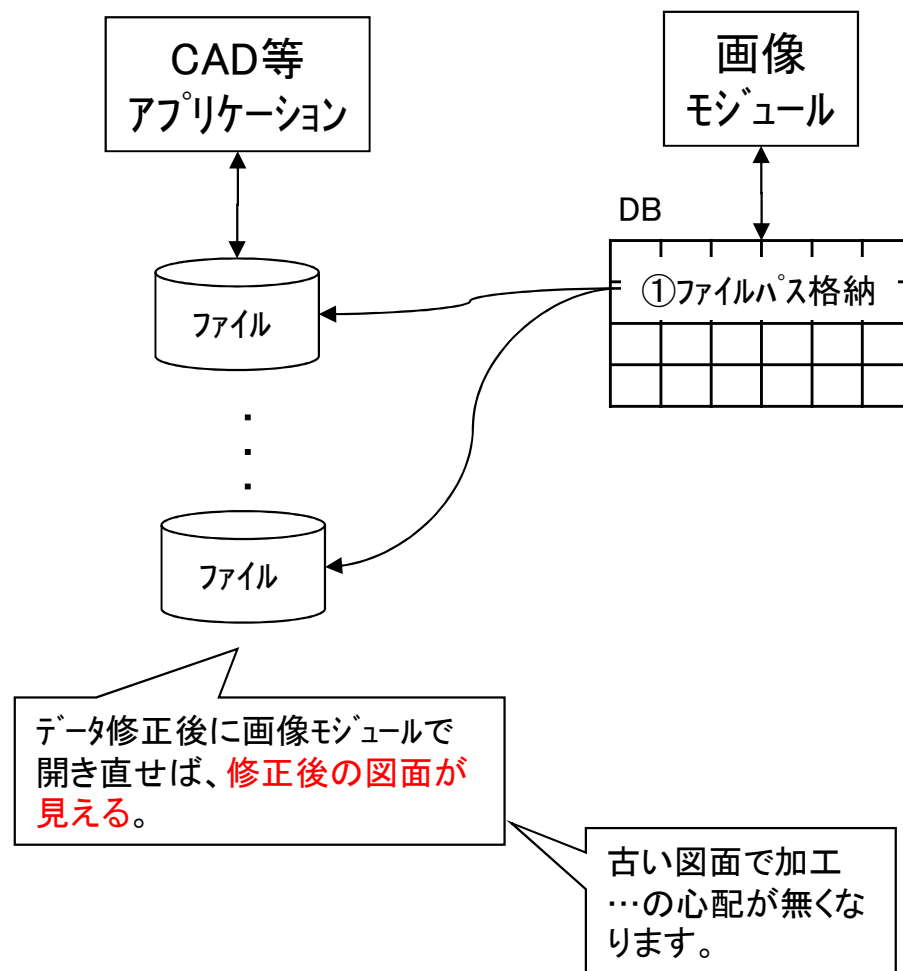 CAD等
アプリケーション
画像
モジュール
DB
①ファイルパス格納
ファイル
・
・
・
ファイル
データ修正後に画像モジュールで
開き直せば、修正後の図面が
見える。
古い図面で加工
…の心配が無くな
ります。